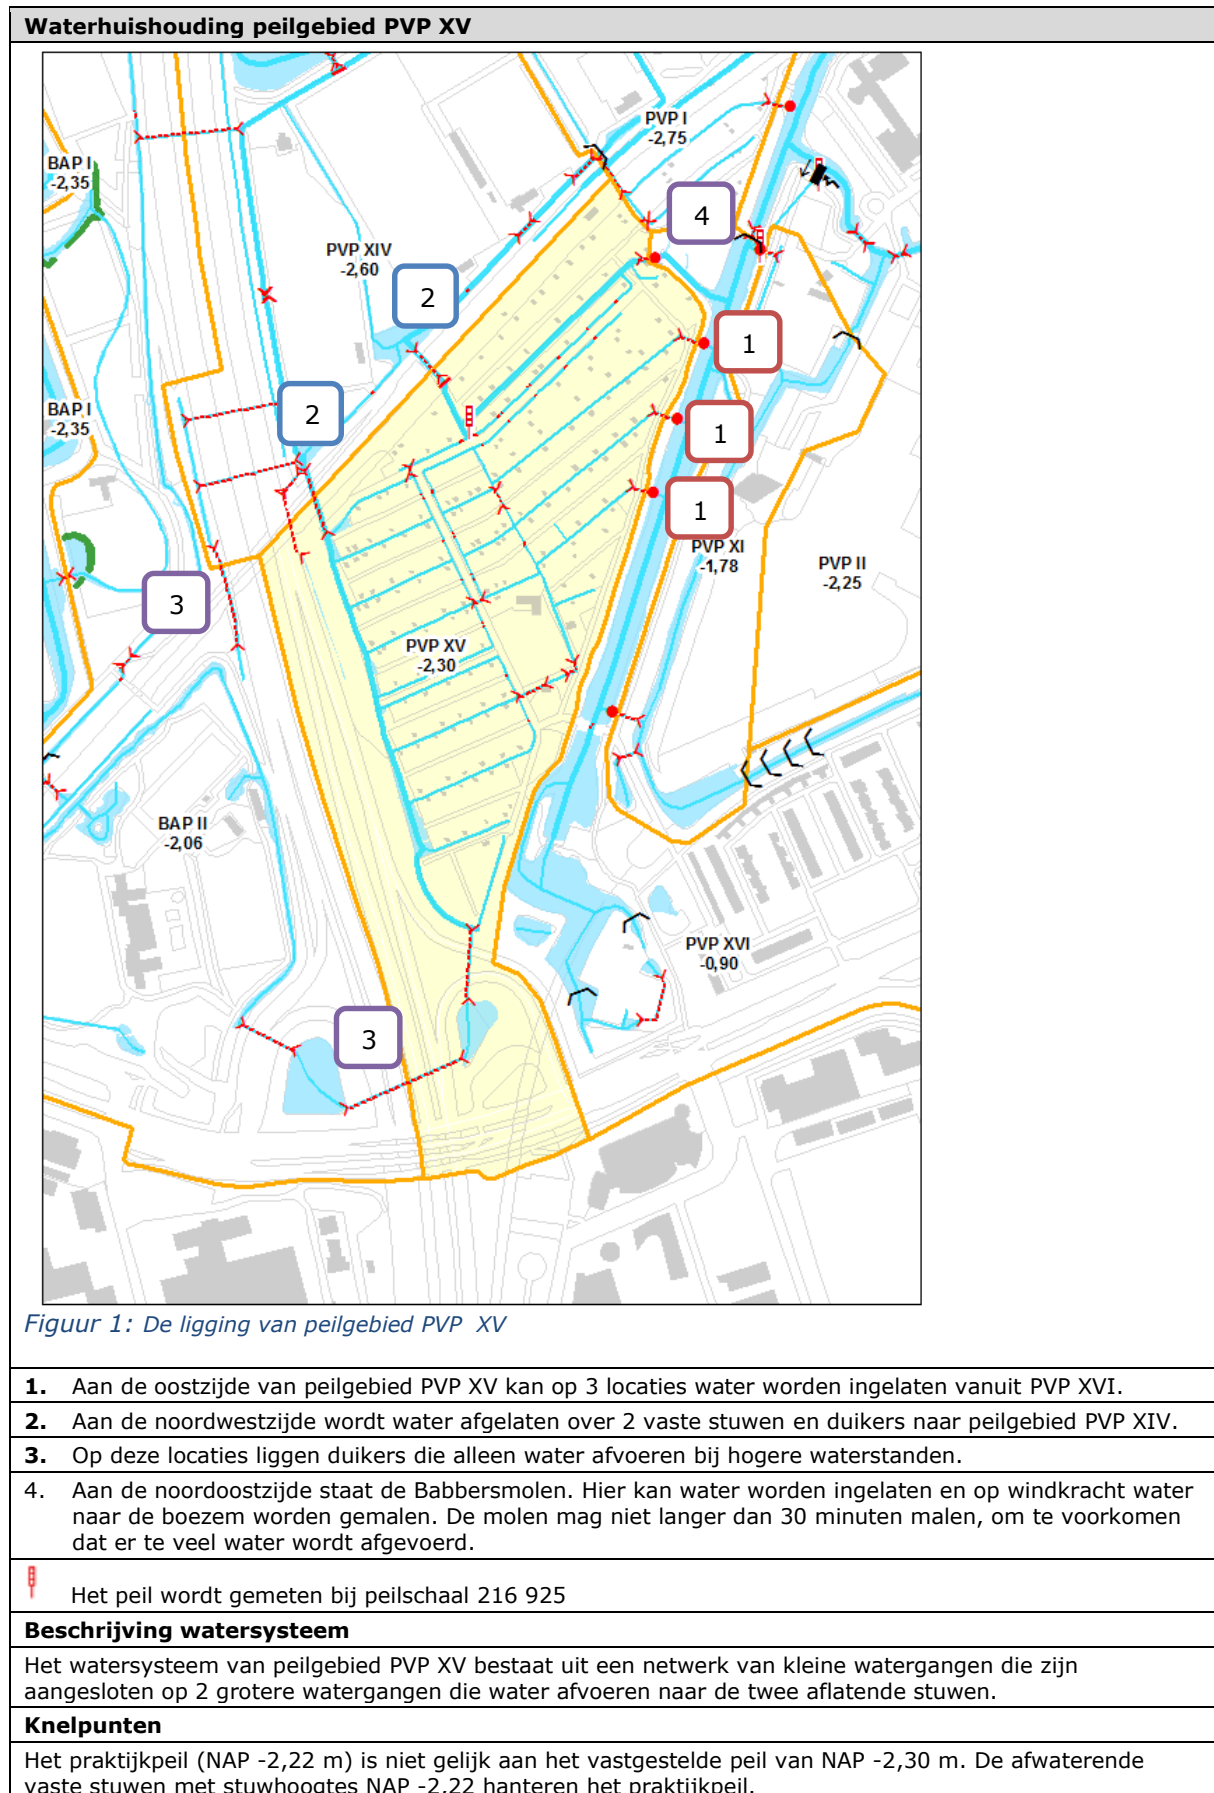 Waterhuishouding peilgebied PVP XV
PVP I
-2,75
BAP I
-2,35
4
PVP XIV
-2,60
2
1
2
BAP I
-2,35
1
1
PVP XI
-1,78
PVP II
-2,25
3
PVP XV
-2,30
BAP II
-2,06
PVP XVI
-0,90
3
Figuur 1: De ligging van peilgebied PVP XV
1. Aan de oostzijde van peilgebied PVP XV kan op 3 locaties water worden ingelaten vanuit PVP XVI.
2. Aan de noordwestzijde wordt water afgelaten over 2 vaste stuwen en duikers naar peilgebied PVP XIV.
3. Op deze locaties liggen duikers die alleen water afvoeren bij hogere waterstanden.
4. Aan de noordoostzijde staat de Babbersmolen. Hier kan water worden ingelaten en op windkracht water
naar de boezem worden gemalen. De molen mag niet langer dan 30 minuten malen, om te voorkomen
dat er te veel water wordt afgevoerd.
Het peil wordt gemeten bij peilschaal 216 925
Beschrijving watersysteem
Het watersysteem van peilgebied PVP XV bestaat uit een netwerk van kleine watergangen die zijn
aangesloten op 2 grotere watergangen die water afvoeren naar de twee aflatende stuwen.
Knelpunten
Het praktijkpeil (NAP -2,22 m) is niet gelijk aan het vastgestelde peil van NAP -2,30 m. De afwaterende
vaste stuwen met stuwhoogtes NAP -2,22 hanteren het praktijkpeil.